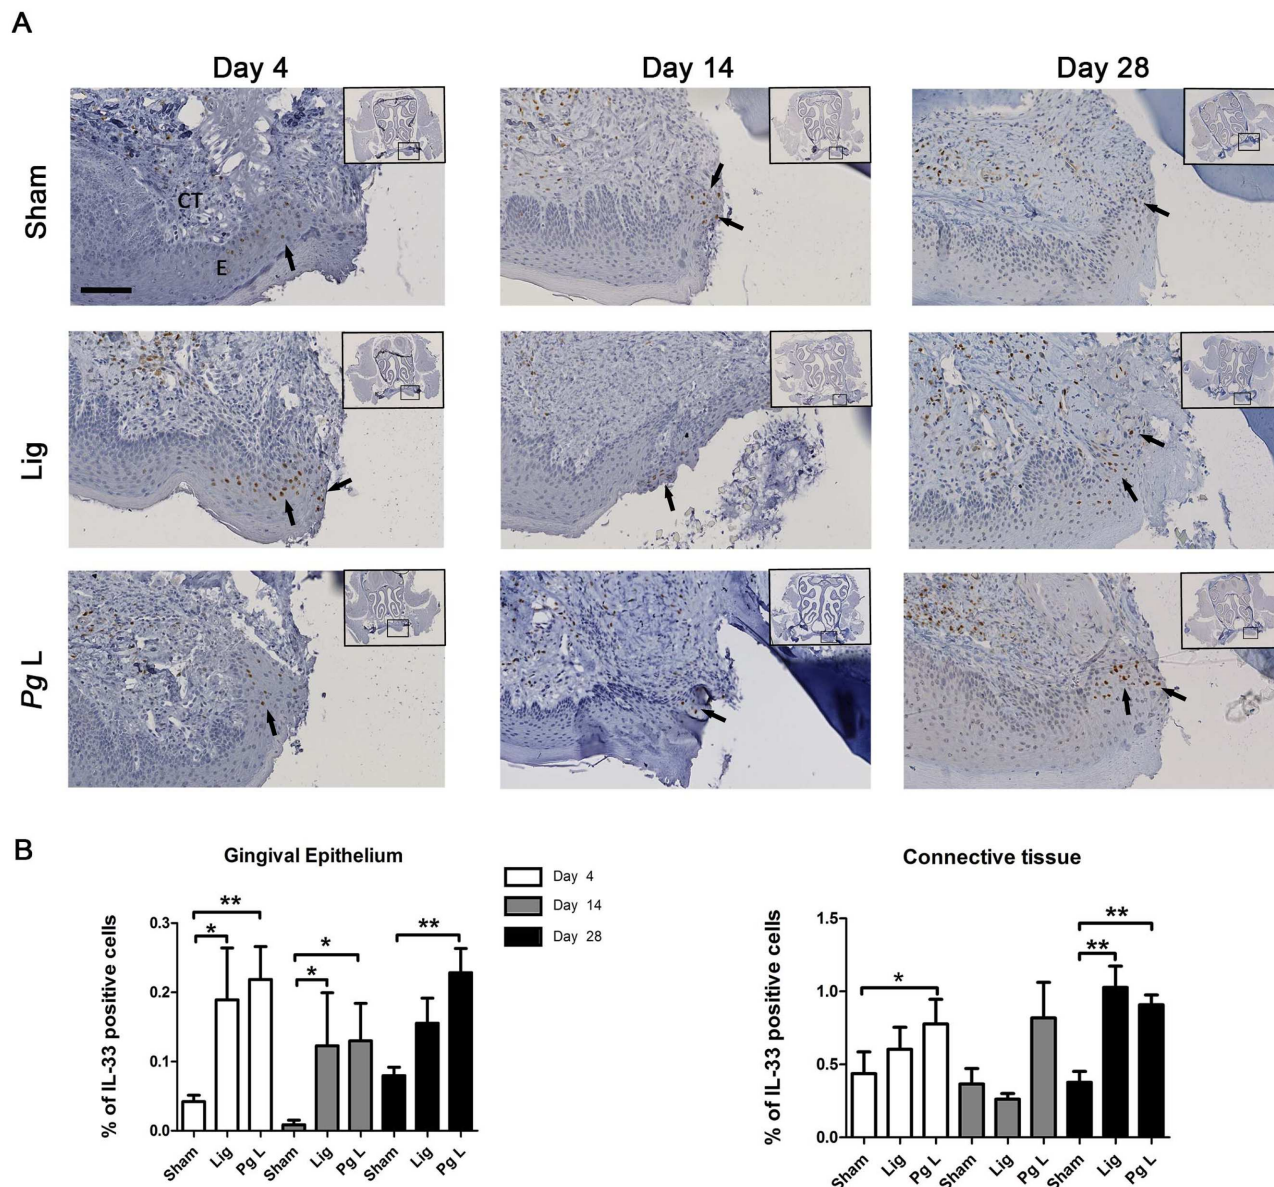 A
Day 4
Day 14
Day 28
Sham
CT
E
Lig
Pg L
B
Gingival Epithelium
% of IL-33 positive cells
0.3
0.2
0.1
0.0
**
*
*
*
**
Sham
Lig
Pg L
Sham
Lig
Pg L
Sham
Lig
Pg L
Day 4
Day 14
Day 28
Connective tissue
% of IL-33 positive cells
1.5
1.0
0.5
0.0
*
**
**
Sham
Lig
Pg L
Sham
Lig
Pg L
Sham
Lig
Pg L